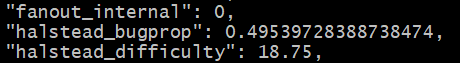 "fanout_internal": 0,
"halstead_bugprop": 0.49539728388738474,
"halstead_difficulty": 18.75,